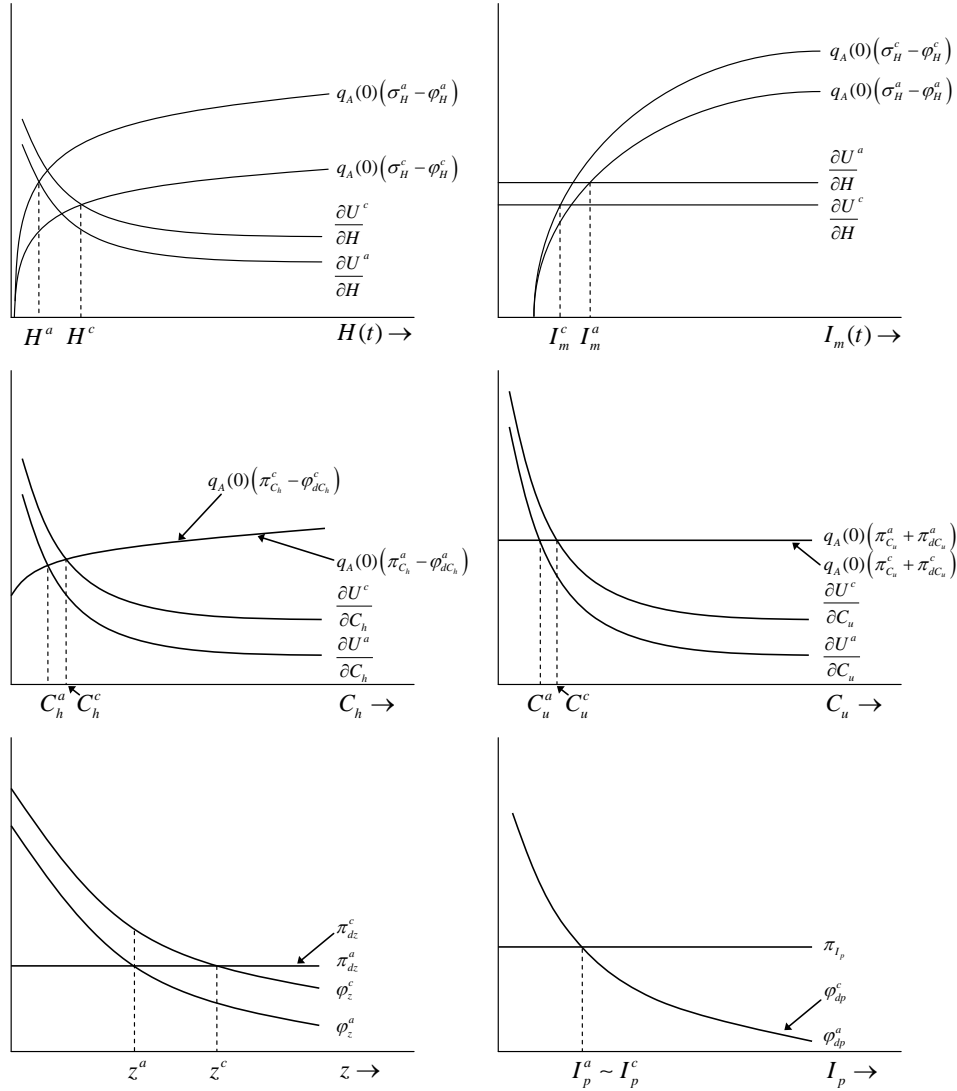 q_A(0)(σ_H^a − φ_H^a)
q_A(0)(σ_H^c − φ_H^c)
∂U^c
∂H
∂U^a
∂H
H^a H^c H(t) →
q_A(0)(σ_H^c − φ_H^c)
q_A(0)(σ_H^a − φ_H^a)
∂U^a
∂H
∂U^c
∂H
I_m^c I_m^a I_m(t) →
q_A(0)(π_{C_h}^c − φ_{dC_h}^c)
q_A(0)(π_{C_h}^a − φ_{dC_h}^a)
∂U^c
∂C_h
∂U^a
∂C_h
C_h^a C_h^c C_h →
q_A(0)(π_{C_u}^a + π_{dC_u}^a)
q_A(0)(π_{C_u}^c + π_{dC_u}^c)
∂U^c
∂C_u
∂U^a
∂C_u
C_u^a C_u^c C_u →
π_{dz}^c
π_{dz}^a
φ_z^c
φ_z^a
z^a z^c z →
π_{I_p}
φ_{dp}^c
φ_{dp}^a
I_p^a ~ I_p^c I_p →